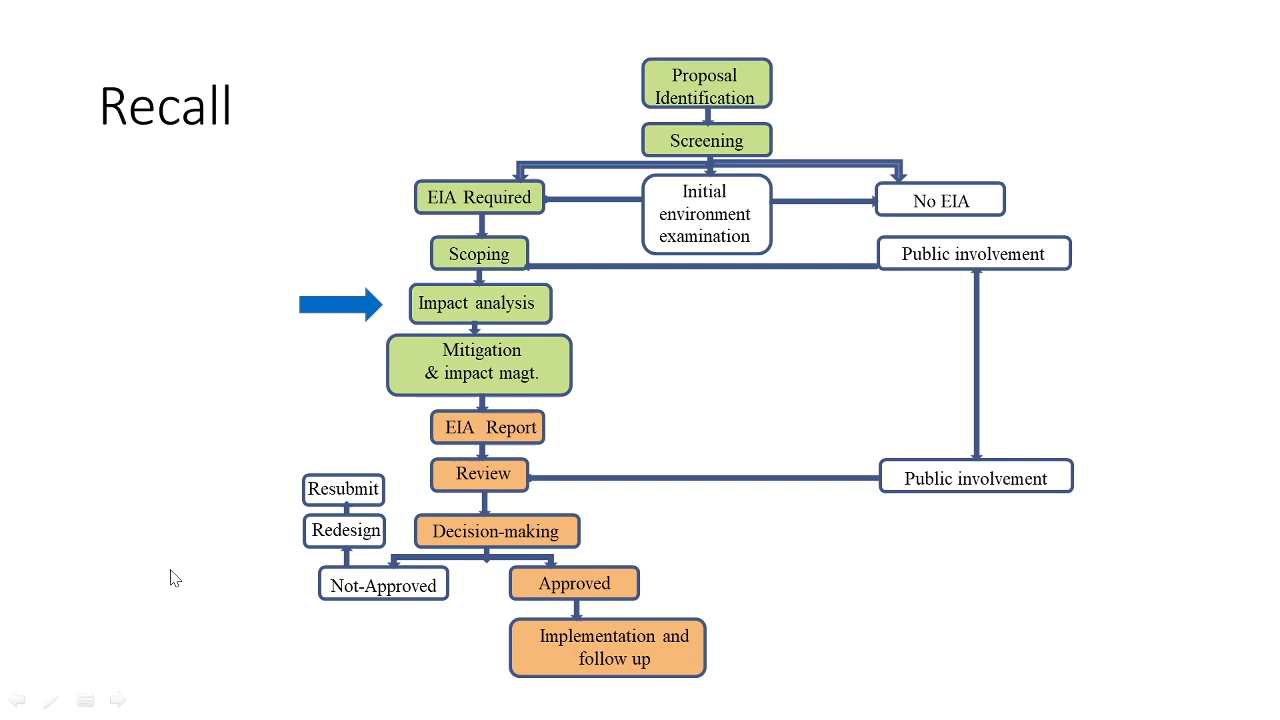 Recall
Proposal
Identification
Screening
EIA Required
Initial
environment
examination
No EIA
Scoping
Public involvement
Impact analysis
Mitigation
& impact magt.
EIA Report
Review
Public involvement
Resubmit
Redesign
Decision-making
Not-Approved
Approved
Implementation and
follow up